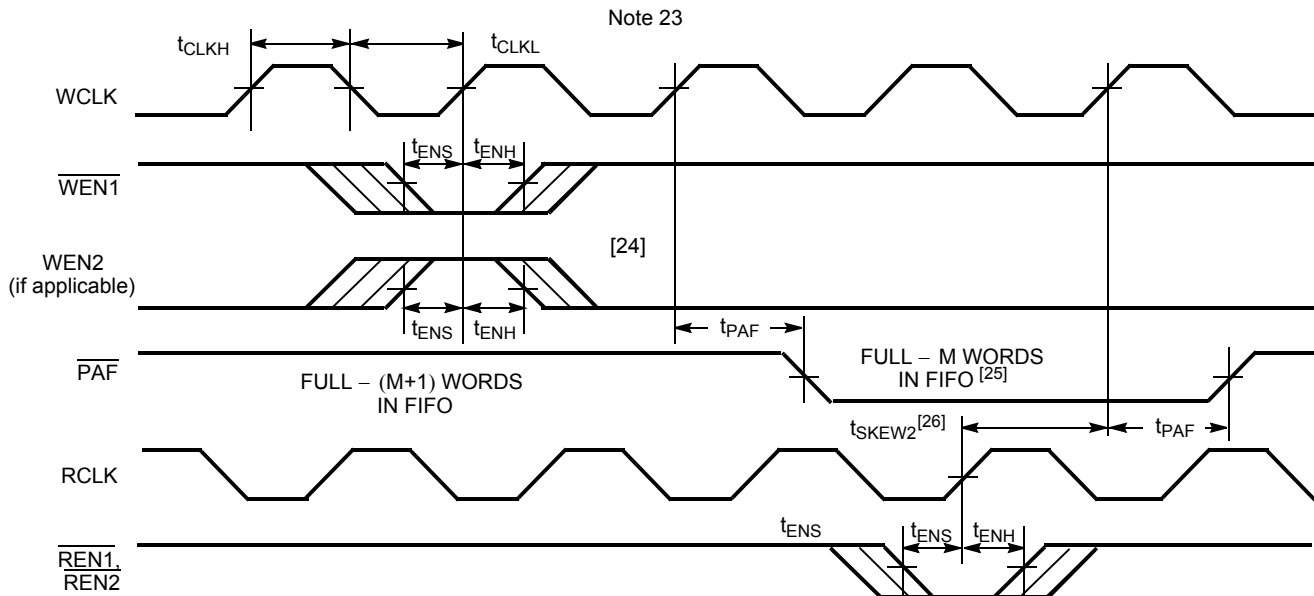 Note 23
tCLKH
tCLKL
WCLK
tENS
tENH
WEN1
WEN2
(if applicable)
[24]
tENS
tENH
tPAF
PAF
FULL − (M+1) WORDS
IN FIFO
FULL − M WORDS
IN FIFO [25]
tSKEW2[26]
tPAF
RCLK
tENS
tENS
tENH
REN1,
REN2